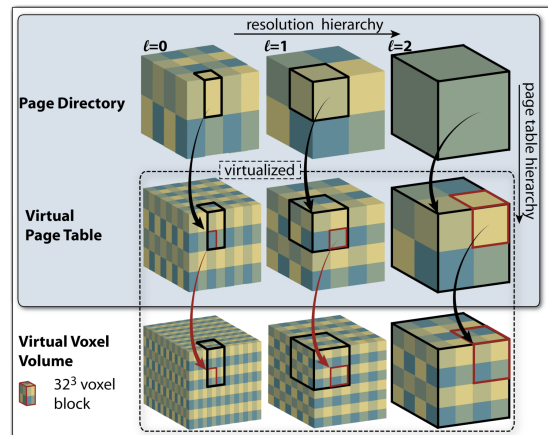 resolution hierarchy
ℓ=0
ℓ=1
ℓ=2
Page Directory
page table hierarchy
virtualized
Virtual
Page Table
Virtual Voxel
Volume
32³ voxel
block